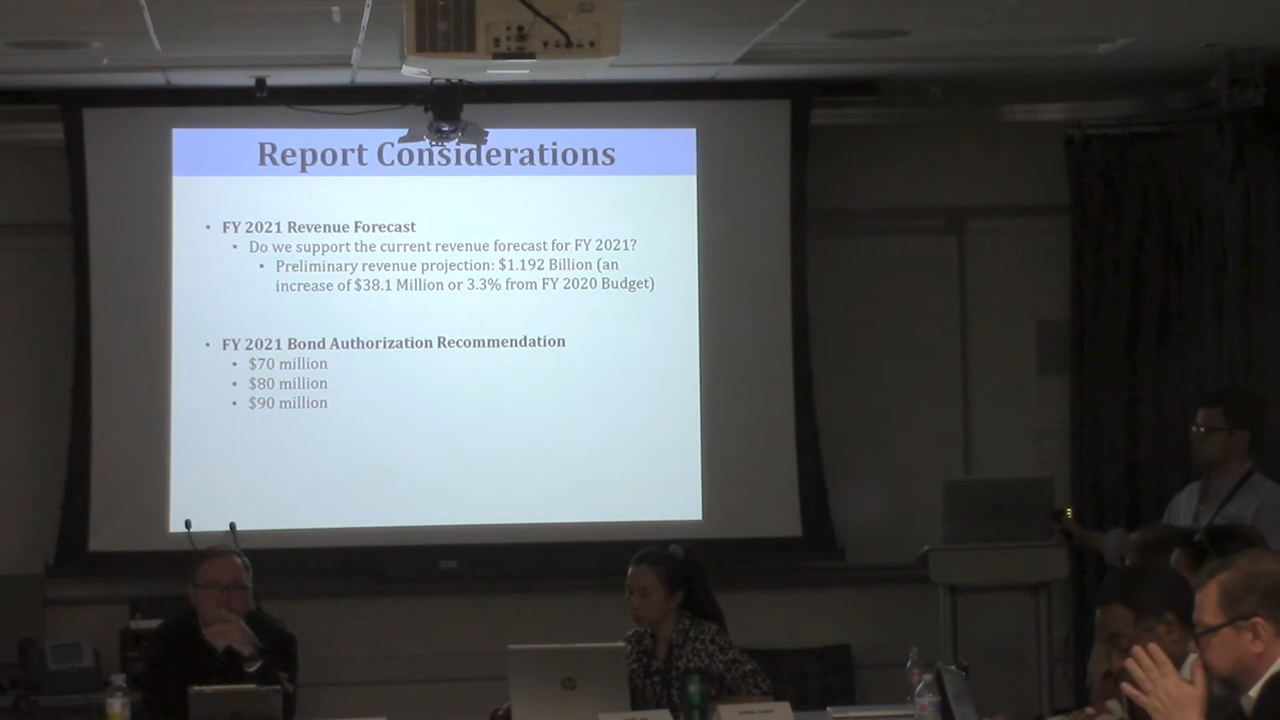 Report Considerations
• FY 2021 Revenue Forecast
• Do we support the current revenue forecast for FY 2021?
• Preliminary revenue projection: $1.192 Billion (an
increase of $38.1 Million or 3.3% from FY 2020 Budget)
• FY 2021 Bond Authorization Recommendation
• $70 million
• $80 million
• $90 million
hp